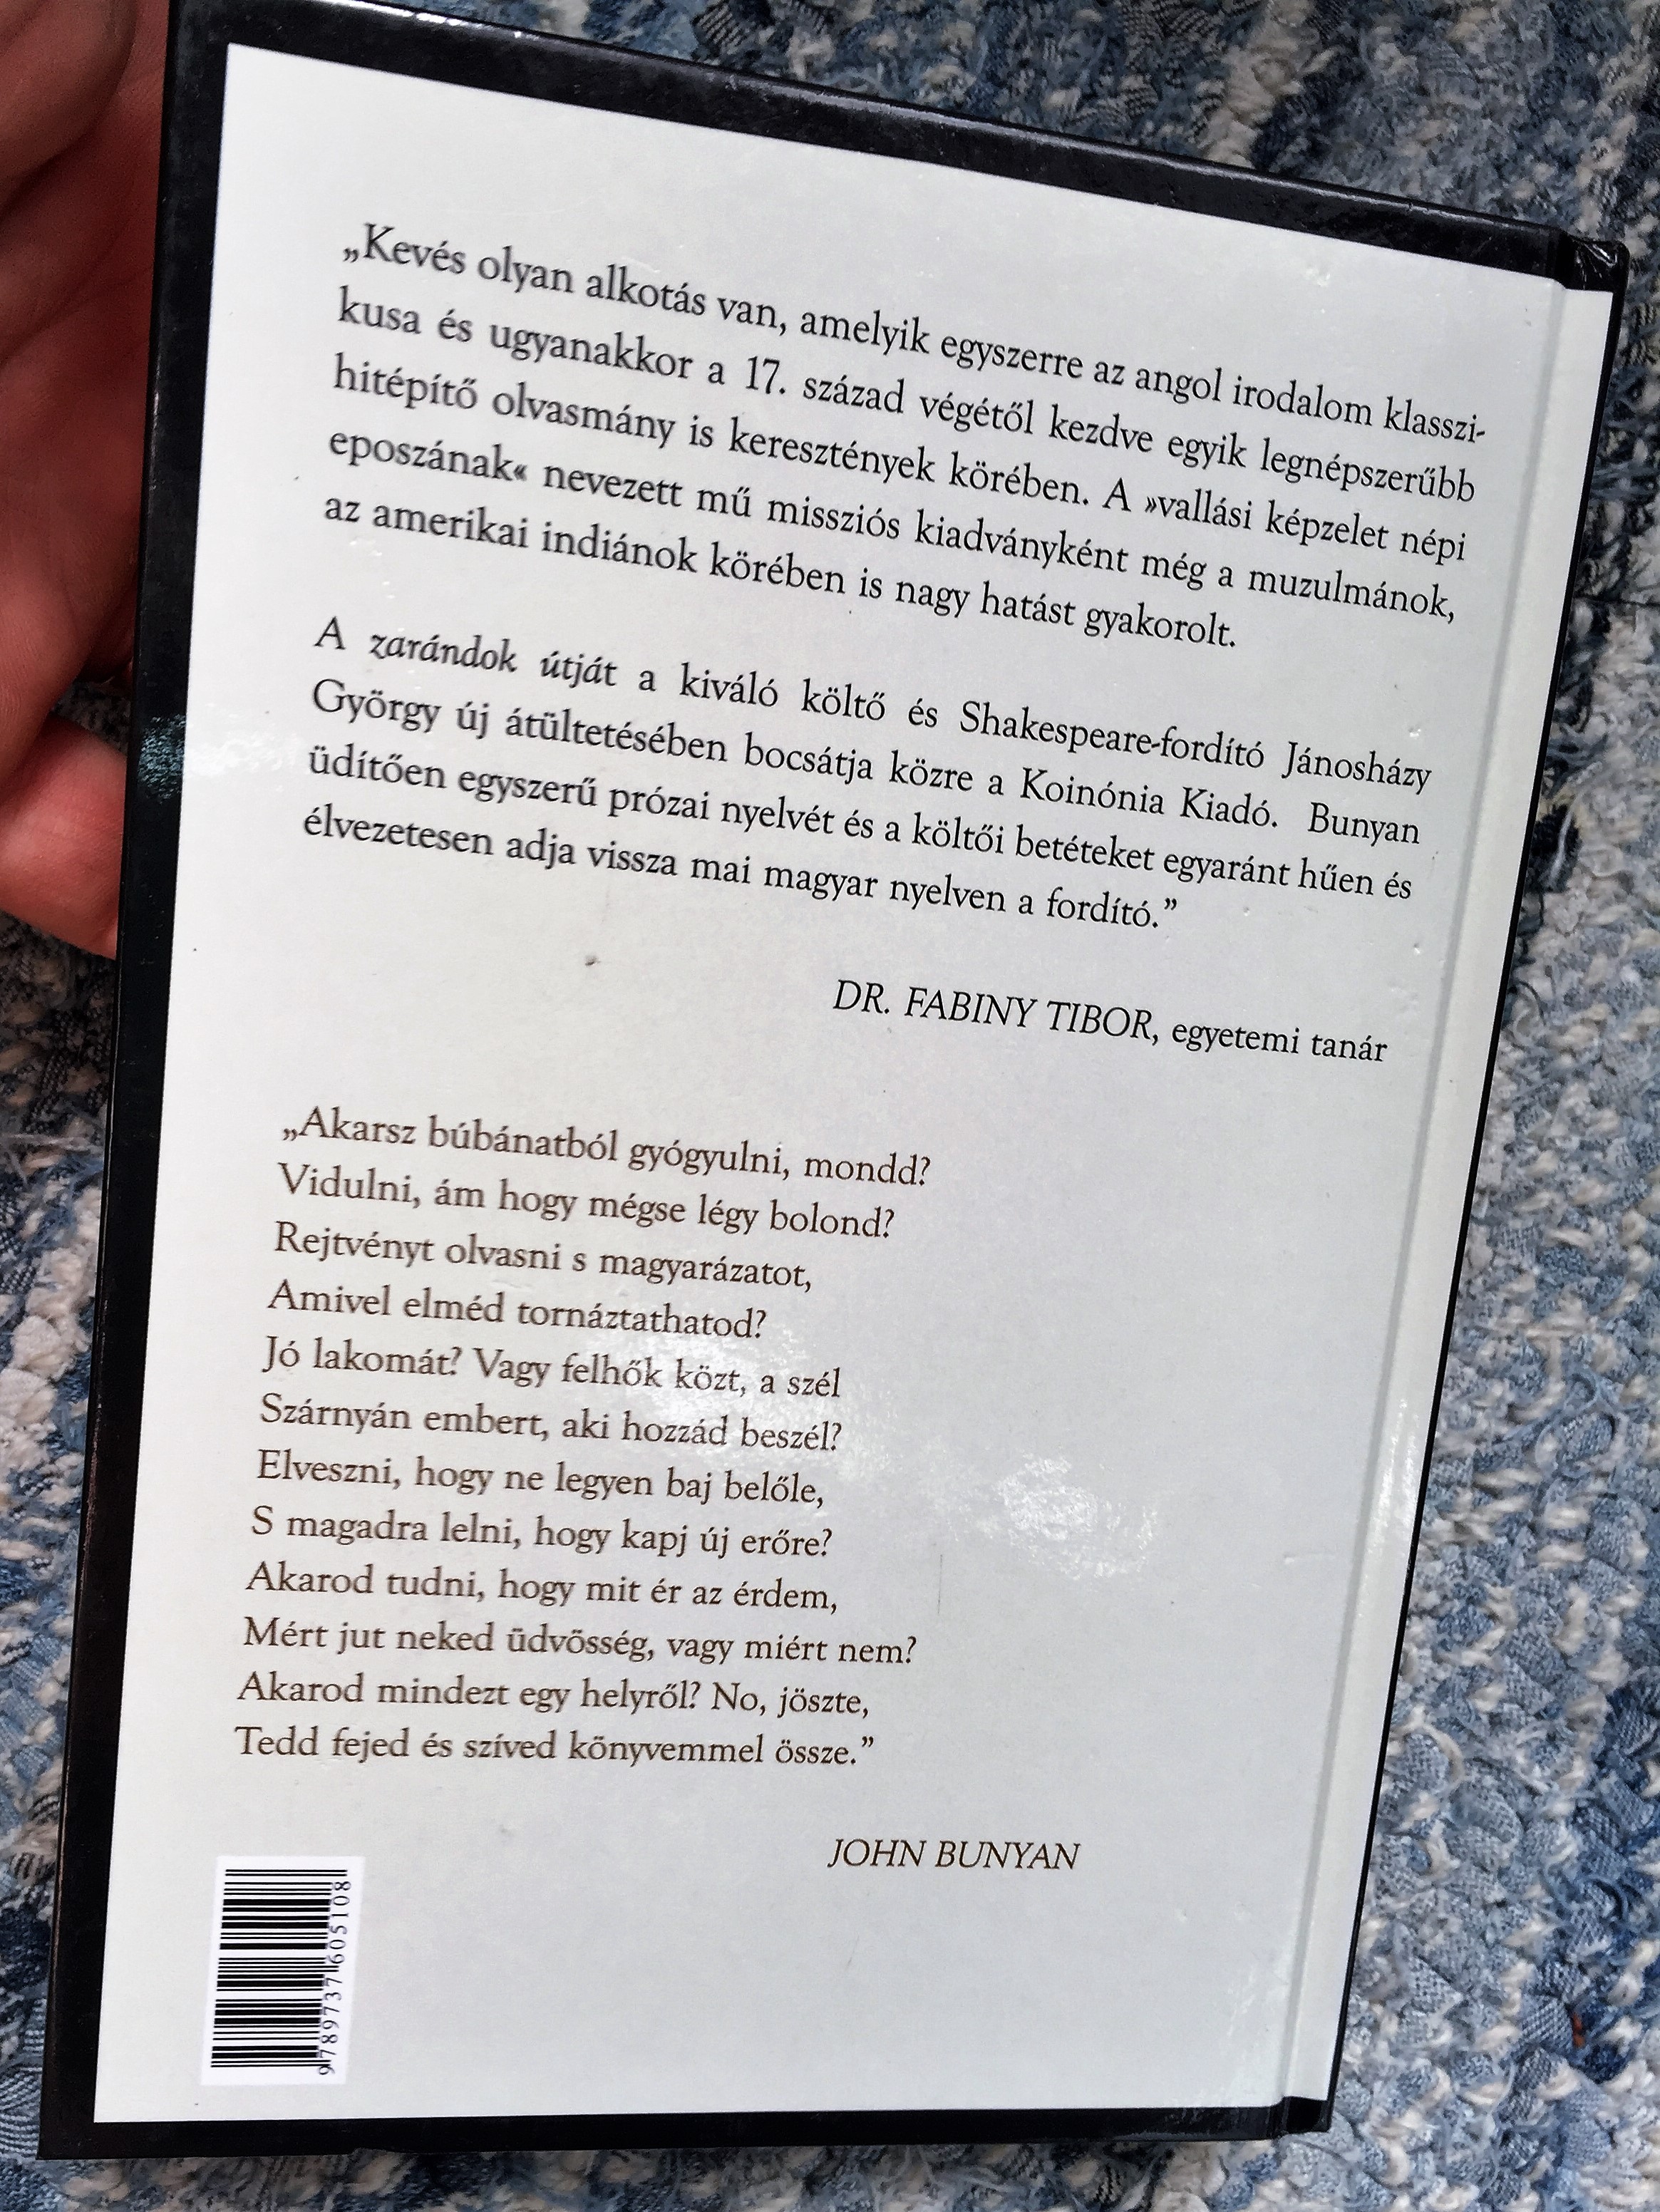 „Kevés olyan alkotás van, amelyik egyszerre az angol irodalom klasszi-
kusa és ugyanakkor a 17. század végétől kezdve egyik legnépszerűbb
hitépítő olvasmány is keresztények körében. A »vallási képzelet népi
eposzának« nevezett mű missziós kiadványként még a muzulmánok,
az amerikai indiánok körében is nagy hatást gyakorolt.
A zarándok útját a kiváló költő és Shakespeare-fordító Jánosházy
György új átültetésében bocsátja közre a Koinónia Kiadó. Bunyan
üdítően egyszerű prózai nyelvét és a költői betéteket egyaránt hűen és
élvezetesen adja vissza mai magyar nyelven a fordító.”
DR. FABINY TIBOR, egyetemi tanár
„Akarsz búbánatból gyógyulni, mondd?
Vidulni, ám hogy mégse légy bolond?
Rejtvényt olvasni s magyarázatot,
Amivel elméd tornáztathatod?
Jó lakomát? Vagy felhők közt, a szél
Szárnyán embert, aki hozzád beszél?
Elveszni, hogy ne legyen baj belőle,
S magadra lelni, hogy kapj új erőre?
Akarod tudni, hogy mit ér az érdem,
Mért jut neked üdvösség, vagy miért nem?
Akarod mindezt egy helyről? No, jöszte,
Tedd fejed és szíved könyvemmel össze.”
JOHN BUNYAN
9789737605108